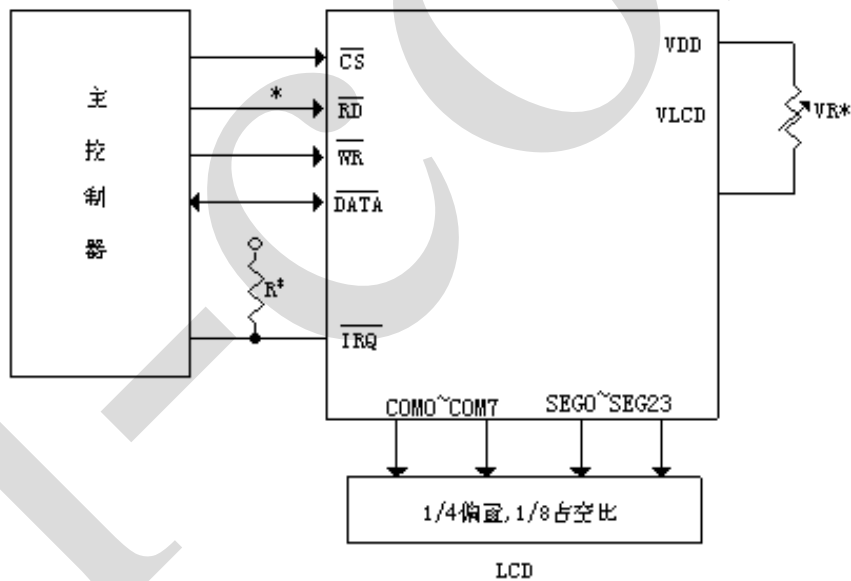 主控制器
CS
*
RD
WR
DATA
R*
IRQ
VDD
VLCD
VR*
COM0~COM7
SEG0~SEG23
1/4偏置,1/8占空比
LCD